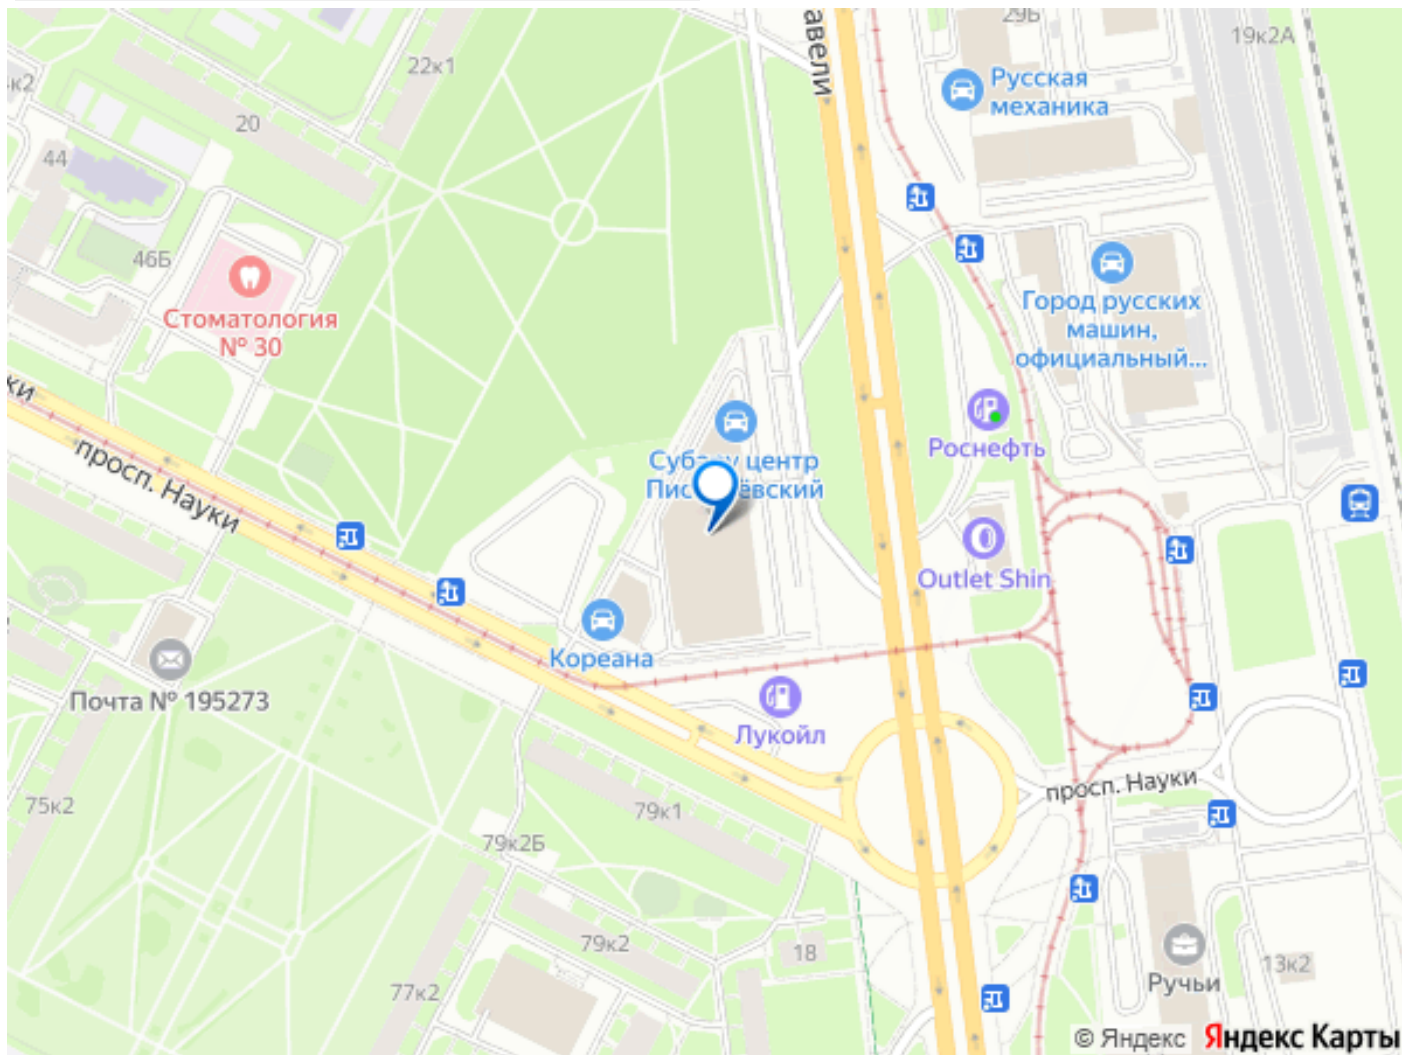 авели
29Б
19к2А
22к1
Русская
механика
20
44
46Б
Стоматология
№ 30
Город русских
машин,
официальный...
просп. Науки
Роснефть
Субару центр
Outlet Shin
Кореана
Почта № 195273
Лукойл
просп. Науки
75к2
79к1
79к2Б
79к2
18
77к2
13к2
Ручьи
© Яндекс Яндекс Карты